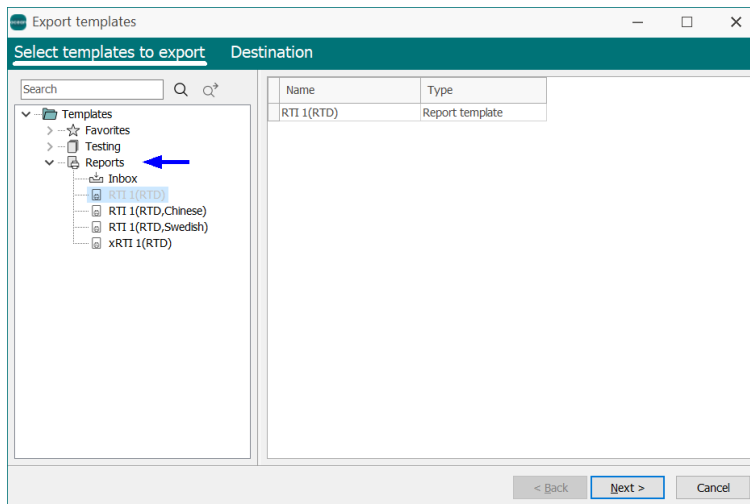 Export templates
Select templates to export Destination
Search
Name Type
RTI 1(RTD) Report template
Templates
Favorites
Testing
Reports
Inbox
RTI 1(RTD)
RTI 1(RTD,Chinese)
RTI 1(RTD,Swedish)
xRTI 1(RTD)
< Back Next > Cancel